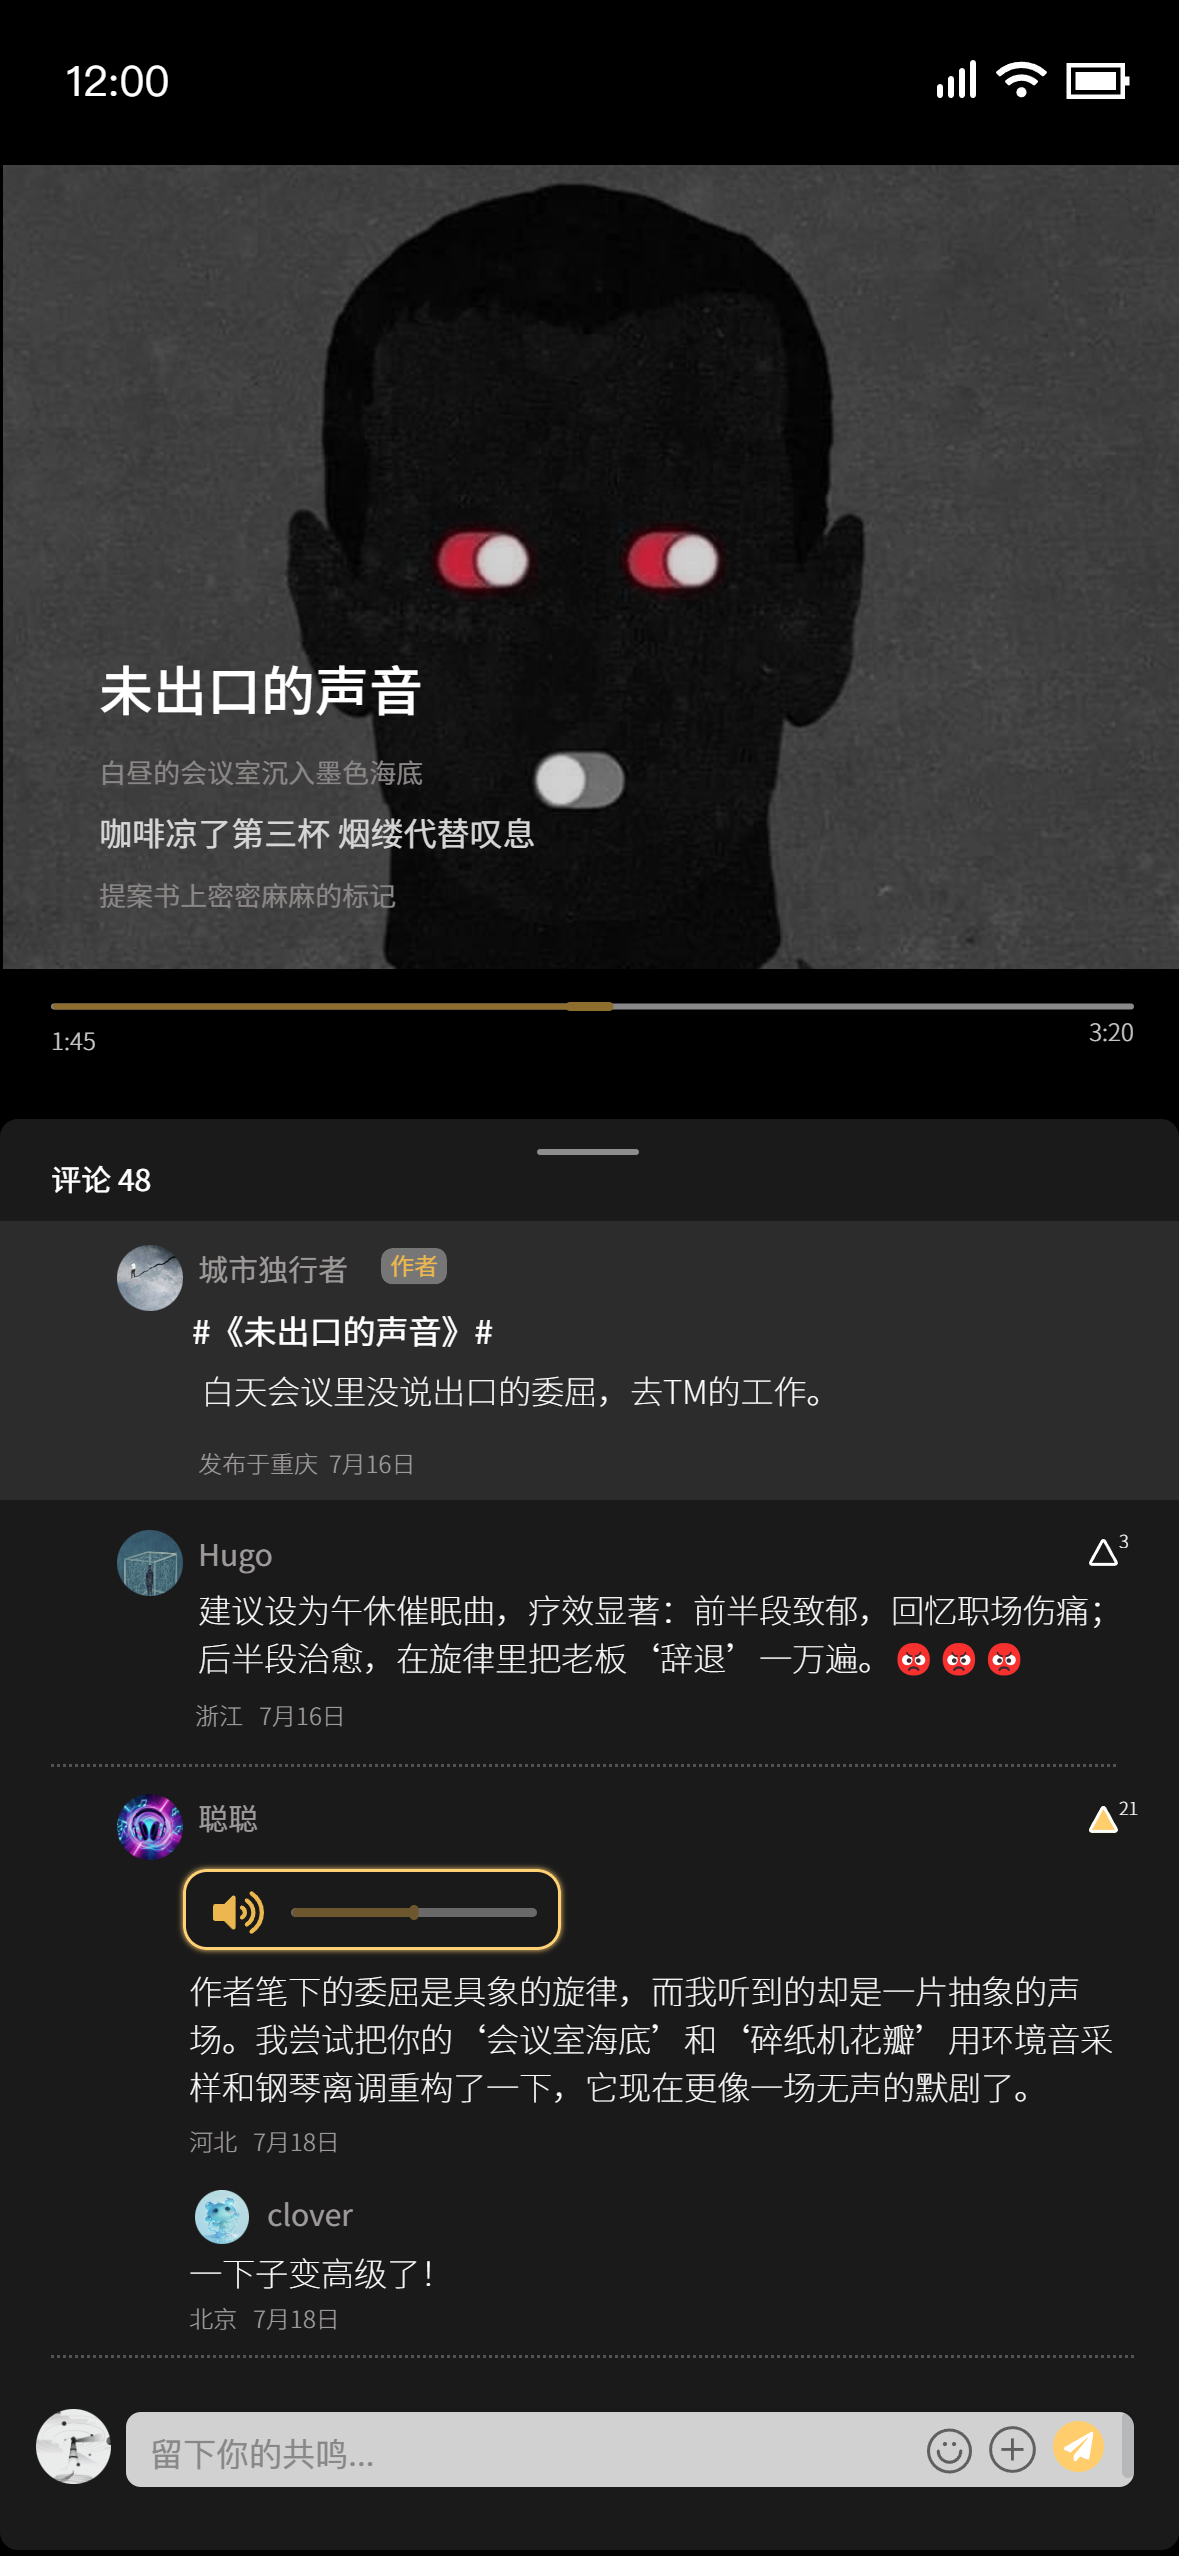 12:00
未出口的声音
白昼的会议室沉入墨色海底
咖啡凉了第三杯 烟缕代替叹息
提案书上密密麻麻的标记
1:45
3:20
评论 48
城市独行者 作者
#《未出口的声音》#
白天会议里没说出口的委屈，去TM的工作。
发布于重庆 7月16日
Hugo
3
建议设为午休催眠曲，疗效显著：前半段致郁，回忆职场伤痛；
后半段治愈，在旋律里把老板‘辞退’一万遍。😡😡😡
浙江 7月16日
聪聪
21
作者笔下的委屈是具象的旋律，而我听到的却是一片抽象的声
场。我尝试把你的‘会议室海底’和‘碎纸机花瓣’用环境音采
样和钢琴离调重构了一下，它现在更像一场无声的默剧了。
河北 7月18日
clover
一下子变高级了！
北京 7月18日
留下你的共鸣...